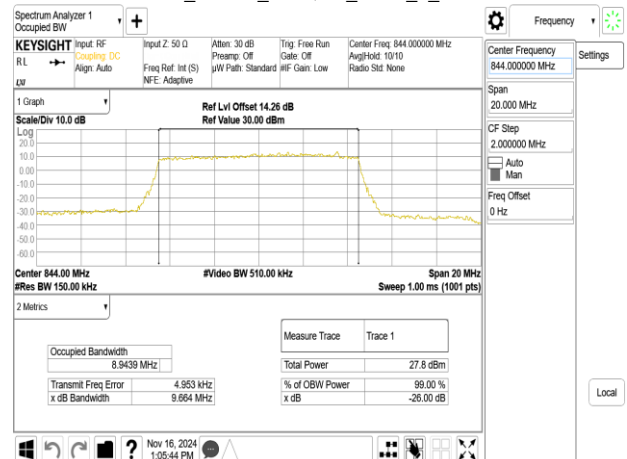 Spectrum Analyzer 1
Occupied BW
Frequency
KEYSIGHT
Input: RF
Input Z: 50 Ω
Atten: 30 dB
Trig: Free Run
Center Freq: 844.000000 MHz
RL
Coupling: DC
Preamp: Off
Gate: Off
Avg|Hold: 10/10
Align: Auto
Freq Ref: Int (S)
µW Path: Standard
#IF Gain: Low
Radio Std: None
LXI
NFE: Adaptive
Center Frequency
844.000000 MHz
Settings
Span
20.000 MHz
CF Step
2.000000 MHz
Auto
Man
Freq Offset
0 Hz
1 Graph
Ref Lvl Offset 14.26 dB
Scale/Div 10.0 dB
Ref Value 30.00 dBm
Log
20.0
10.0
0.00
-10.0
-20.0
-30.0
-40.0
-50.0
-60.0
Center 844.00 MHz
#Video BW 510.00 kHz
Span 20 MHz
#Res BW 150.00 kHz
Sweep 1.00 ms (1001 pts)
2 Metrics
Measure Trace
Trace 1
Occupied Bandwidth
8.9439 MHz
Total Power
27.8 dBm
Transmit Freq Error
4.953 kHz
% of OBW Power
99.00 %
x dB Bandwidth
9.664 MHz
x dB
-26.00 dB
Local
?
Nov 16, 2024
1:05:44 PM